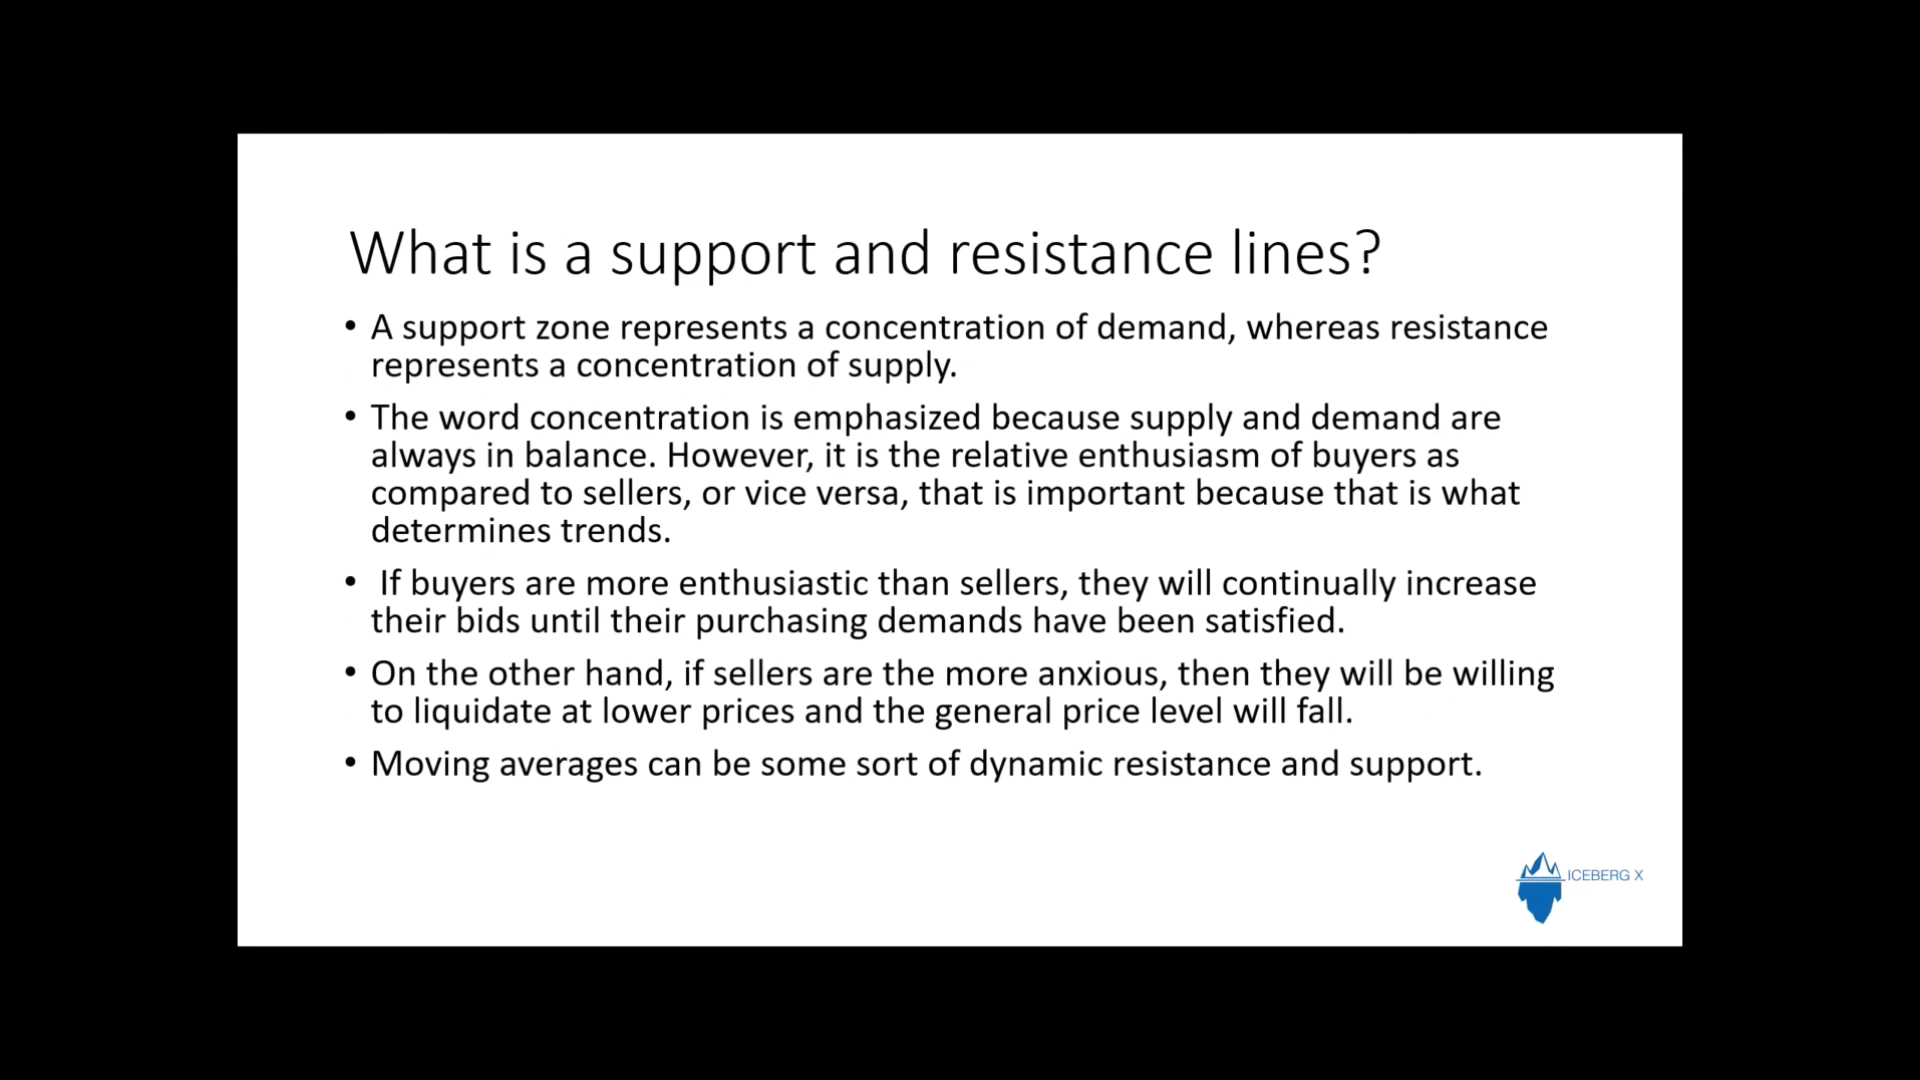 What is a support and resistance lines?
• A support zone represents a concentration of demand, whereas resistance
represents a concentration of supply.
• The word concentration is emphasized because supply and demand are
always in balance. However, it is the relative enthusiasm of buyers as
compared to sellers, or vice versa, that is important because that is what
determines trends.
• If buyers are more enthusiastic than sellers, they will continually increase
their bids until their purchasing demands have been satisfied.
• On the other hand, if sellers are the more anxious, then they will be willing
to liquidate at lower prices and the general price level will fall.
• Moving averages can be some sort of dynamic resistance and support.
ICEBERG X